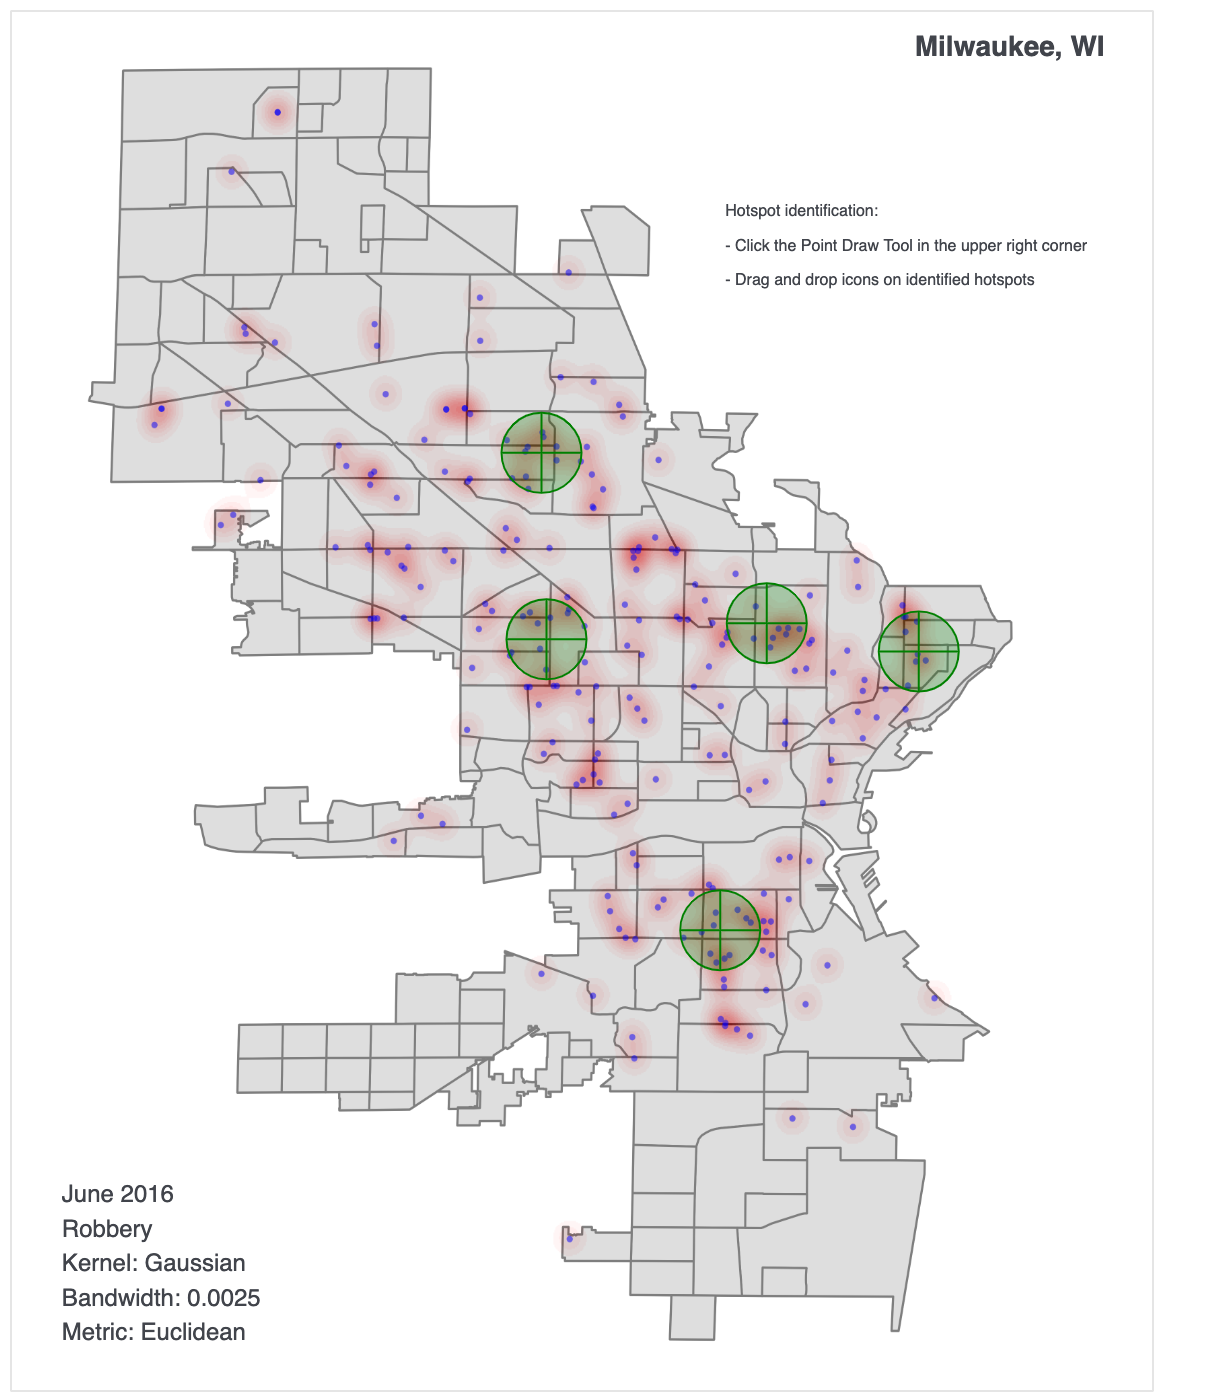 Milwaukee, WI
Hotspot identification:
- Click the Point Draw Tool in the upper right corner
- Drag and drop icons on identified hotspots
June 2016
Robbery
Kernel: Gaussian
Bandwidth: 0.0025
Metric: Euclidean